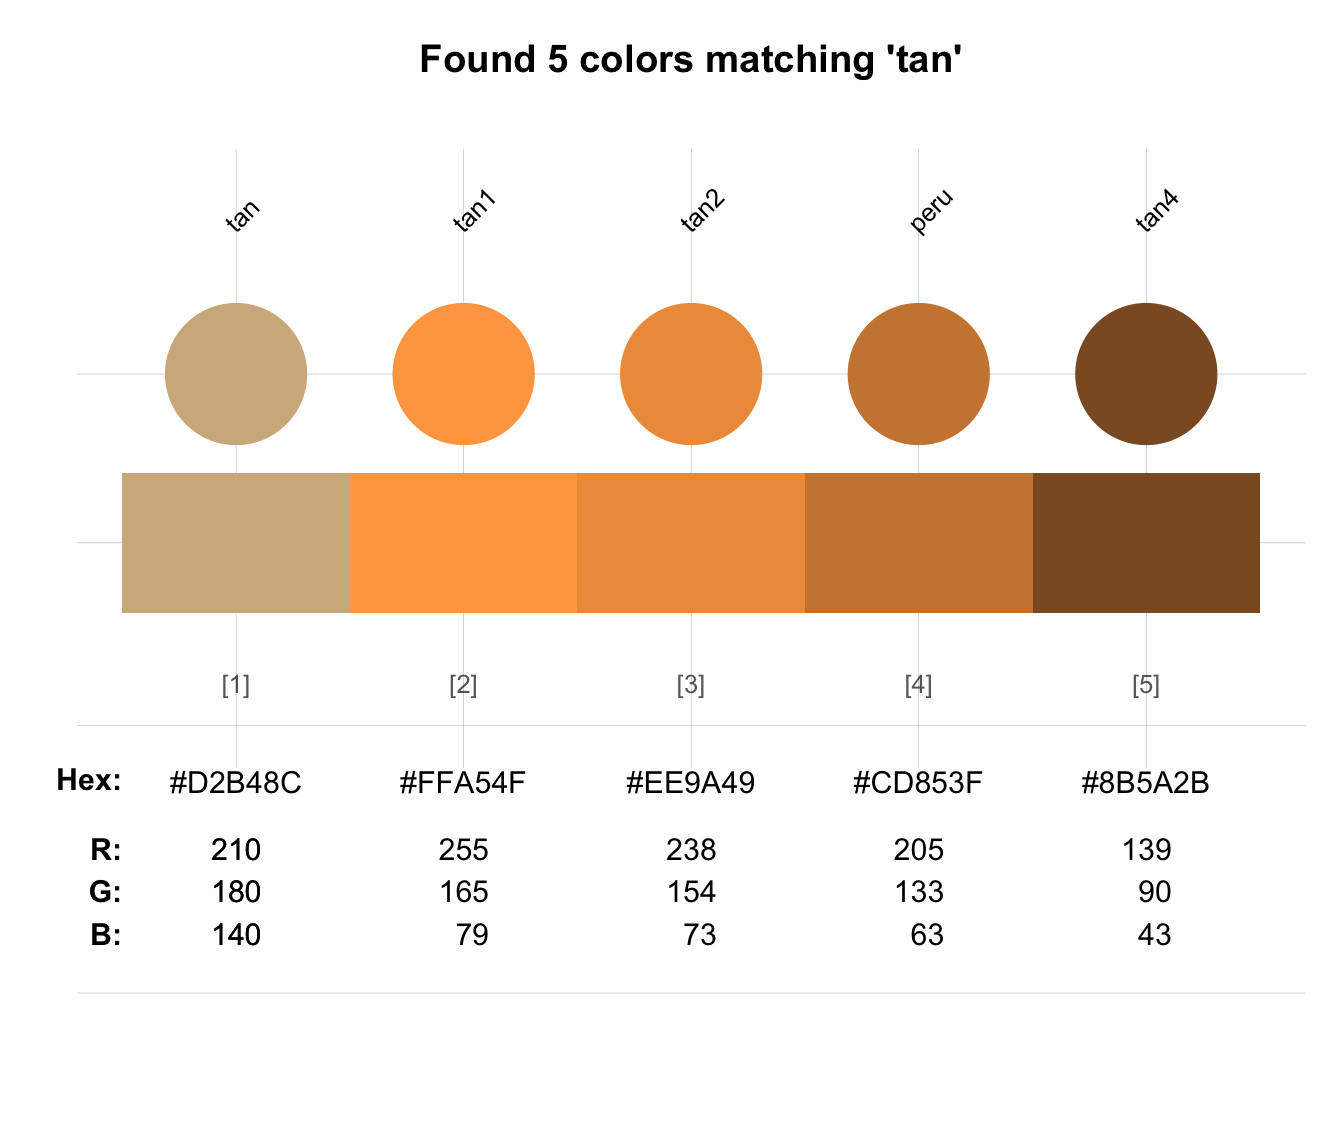 Found 5 colors matching 'tan'
tan tan1 tan2 peru tan4
[1] [2] [3] [4] [5]
Hex: #D2B48C #FFA54F #EE9A49 #CD853F #8B5A2B
R: 210 255 238 205 139
G: 180 165 154 133 90
B: 140 79 73 63 43